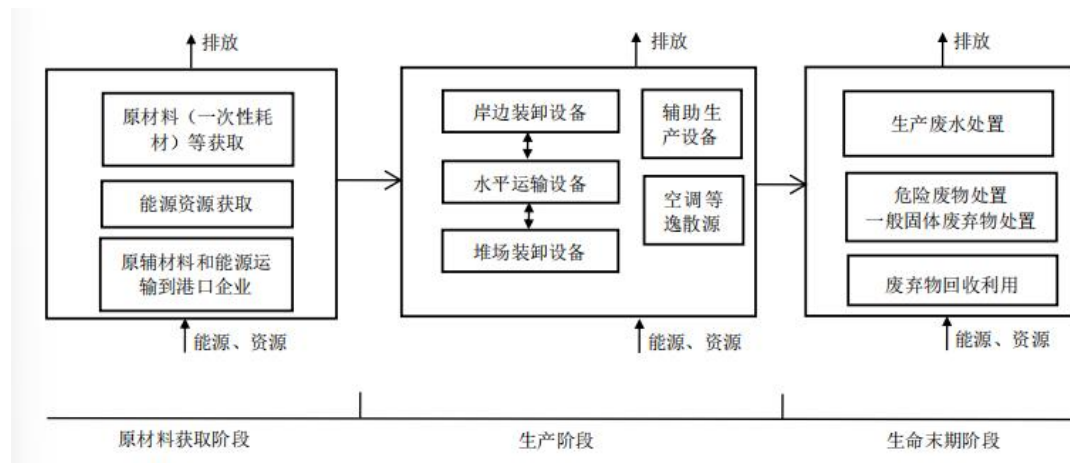 排放
原材料（一次性耗
材）等获取
能源资源获取
原辅材料和能源运
输到港口企业
能源、资源
排放
岸边装卸设备
水平运输设备
堆场装卸设备
辅助生
产设备
空调等
逸散源
能源、资源
排放
生产废水处置
危险废物处置
一般固体废弃物处置
废弃物回收利用
能源、资源
原材料获取阶段
生产阶段
生命末期阶段